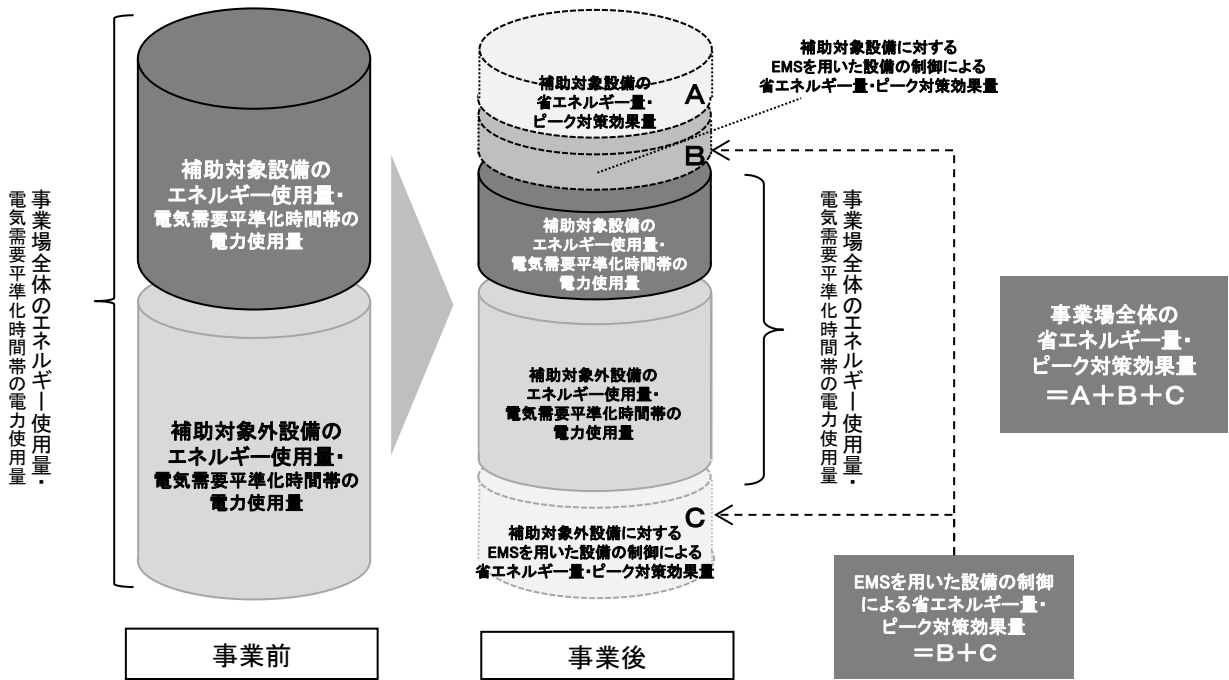 事業場全体のエネルギー使用量・
電気需要平準化時間帯の電力使用量
補助対象設備の
エネルギー使用量・
電気需要平準化時間帯の
電力使用量
補助対象外設備の
エネルギー使用量・
電気需要平準化時間帯の
電力使用量
事業前
補助対象設備の
省エネルギー量・
ピーク対策効果量
A
B
補助対象設備に対する
EMSを用いた設備の制御による
省エネルギー量・ピーク対策効果量
補助対象設備の
エネルギー使用量・
電気需要平準化時間帯の
電力使用量
補助対象外設備の
エネルギー使用量・
電気需要平準化時間帯の
電力使用量
C
補助対象外設備に対する
EMSを用いた設備の制御による
省エネルギー量・ピーク対策効果量
事業後
事業場全体のエネルギー使用量・
電気需要平準化時間帯の電力使用量
事業場全体の
省エネルギー量・
ピーク対策効果量
＝A＋B＋C
EMSを用いた設備の制御
による省エネルギー量・
ピーク対策効果量
＝B＋C